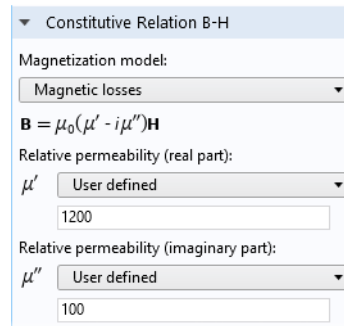 Constitutive Relation B-H
Magnetization model:
Magnetic losses
B = μ₀(μ′ - iμ″)H
Relative permeability (real part):
μ′ User defined
1200
Relative permeability (imaginary part):
μ″ User defined
100